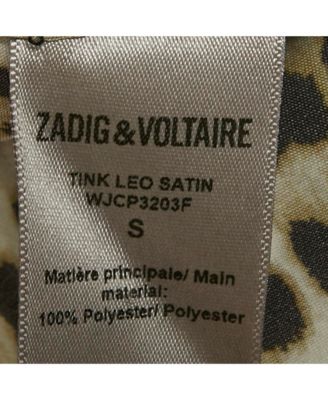 ZADIG & VOLTAIRE
TINK LEO SATIN
WJCP3203F
S
Matière principale/ Main
material:
100% Polyester/ Polyester